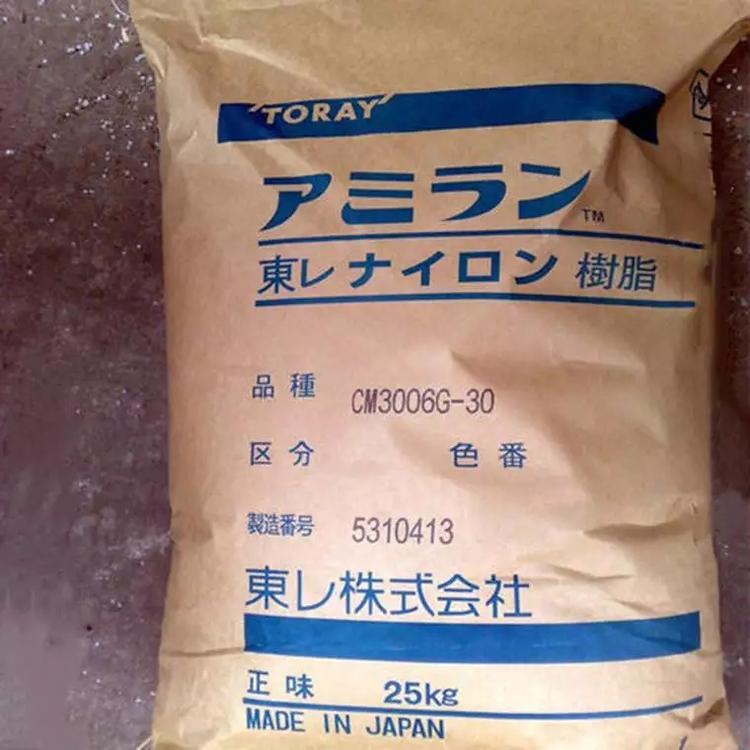 TORAY
アミラン™
東レナイロン樹脂
品種 CM3006G-30
区分 色番
製造番号 5310413
東レ株式会社
正味 25kg
MADE IN JAPAN